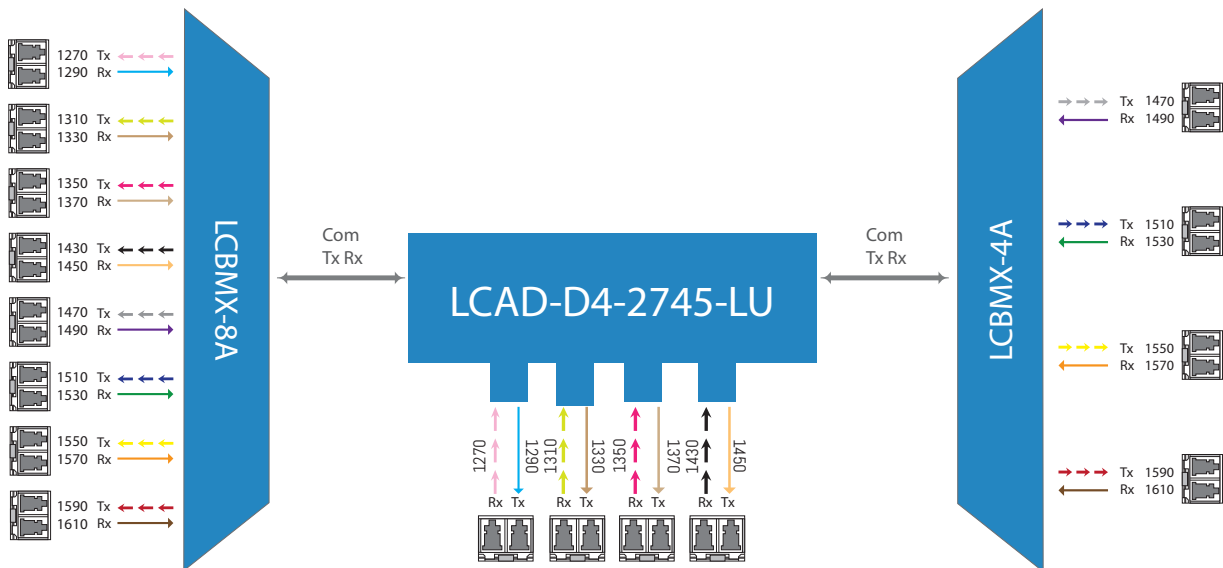 1270 Tx
1290 Rx
1310 Tx
1330 Rx
1350 Tx
1370 Rx
1430 Tx
1450 Rx
1470 Tx
1490 Rx
1510 Tx
1530 Rx
1550 Tx
1570 Rx
1590 Tx
1610 Rx
LCBMX-8A
Com
Tx Rx
LCAD-D4-2745-LU
1270
1290
1310
1330
1350
1370
1430
1450
Rx Tx
Rx Tx
Rx Tx
Rx Tx
Com
Tx Rx
LCBMX-4A
Tx 1470
Rx 1490
Tx 1510
Rx 1530
Tx 1550
Rx 1570
Tx 1590
Rx 1610